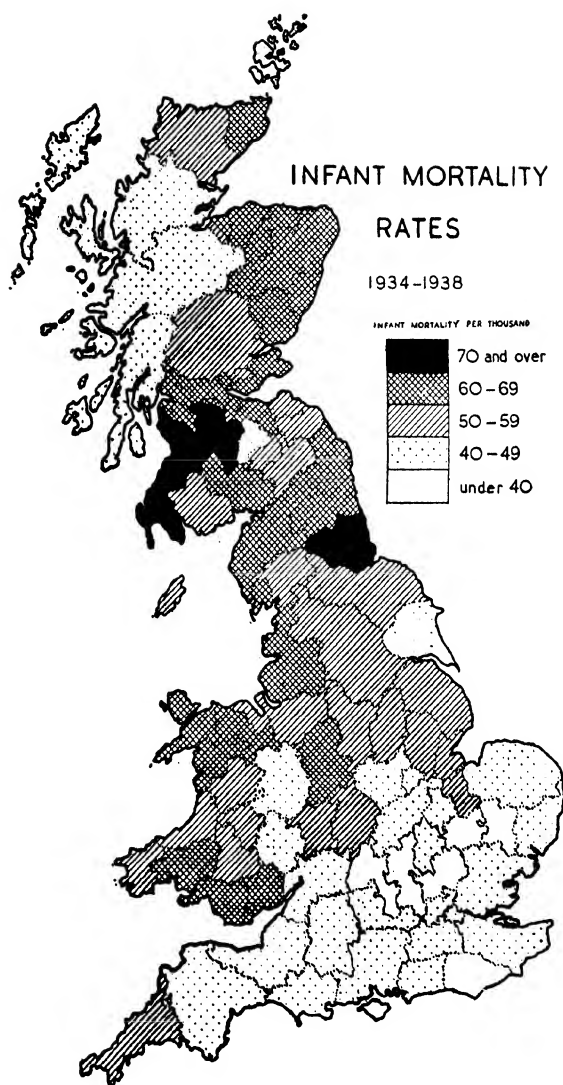 INFANT MORTALITY
RATES
1934-1938
INFANT MORTALITY PER THOUSAND
70 and over
60-69
50-59
40-49
under 40